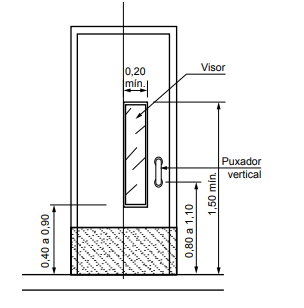 0,20
mín.
Visor
Puxador
vertical
0,40 a 0,90
0,80 a 1,10
1,50 mín.